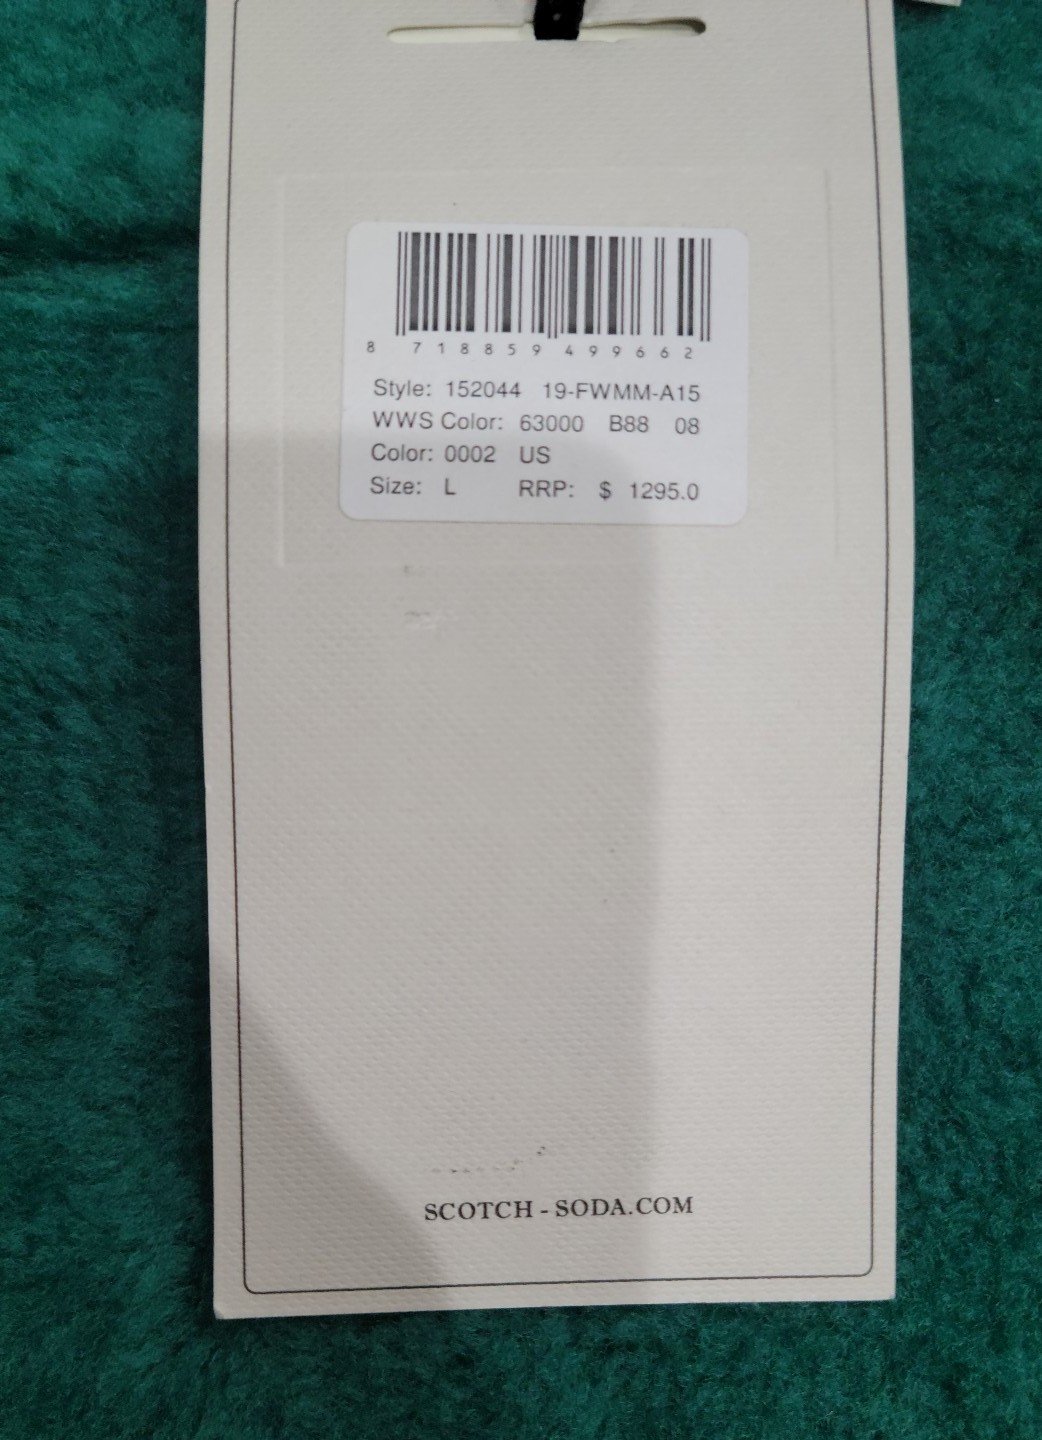 8 718859 499662
Style: 152044 19-FWMM-A15
WWS Color: 63000 B88 08
Color: 0002 US
Size: L RRP: $ 1295.0
SCOTCH - SODA.COM